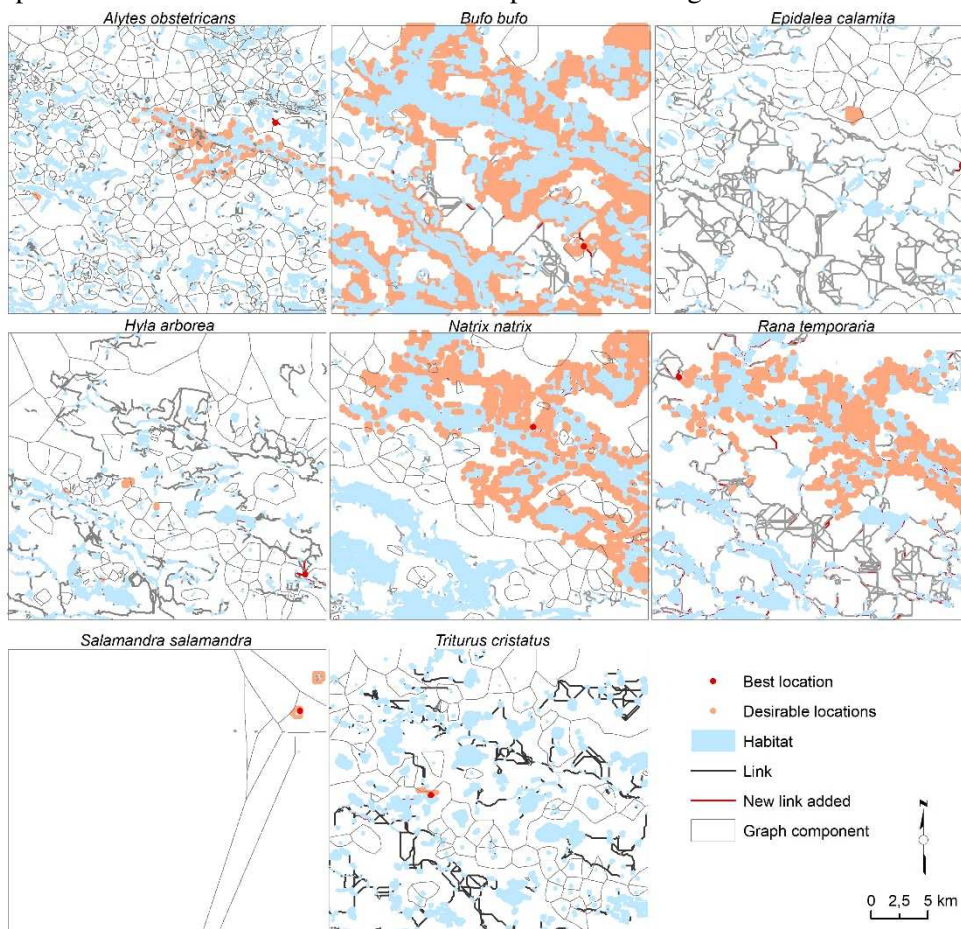 Alytes obstetricans
Bufo bufo
Epidalea calamita
Hyla arborea
Natrix natrix
Rana temporaria
Salamandra salamandra
Triturus cristatus
Best location
Desirable locations
Habitat
Link
New link added
Graph component
N
0 2,5 5 km